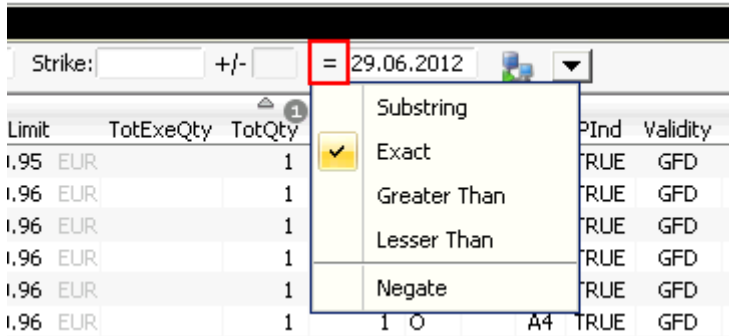 Strike: +/- = 29.06.2012
Substring
Exact
Greater Than
Lesser Than
Negate
1
Limit TotExeQty TotQty PInd Validity
.95 EUR 1 TRUE GFD
.96 EUR 1 TRUE GFD
.96 EUR 1 TRUE GFD
.96 EUR 1 TRUE GFD
.96 EUR 1 TRUE GFD
.96 EUR 1 1 O A4 TRUE GFD